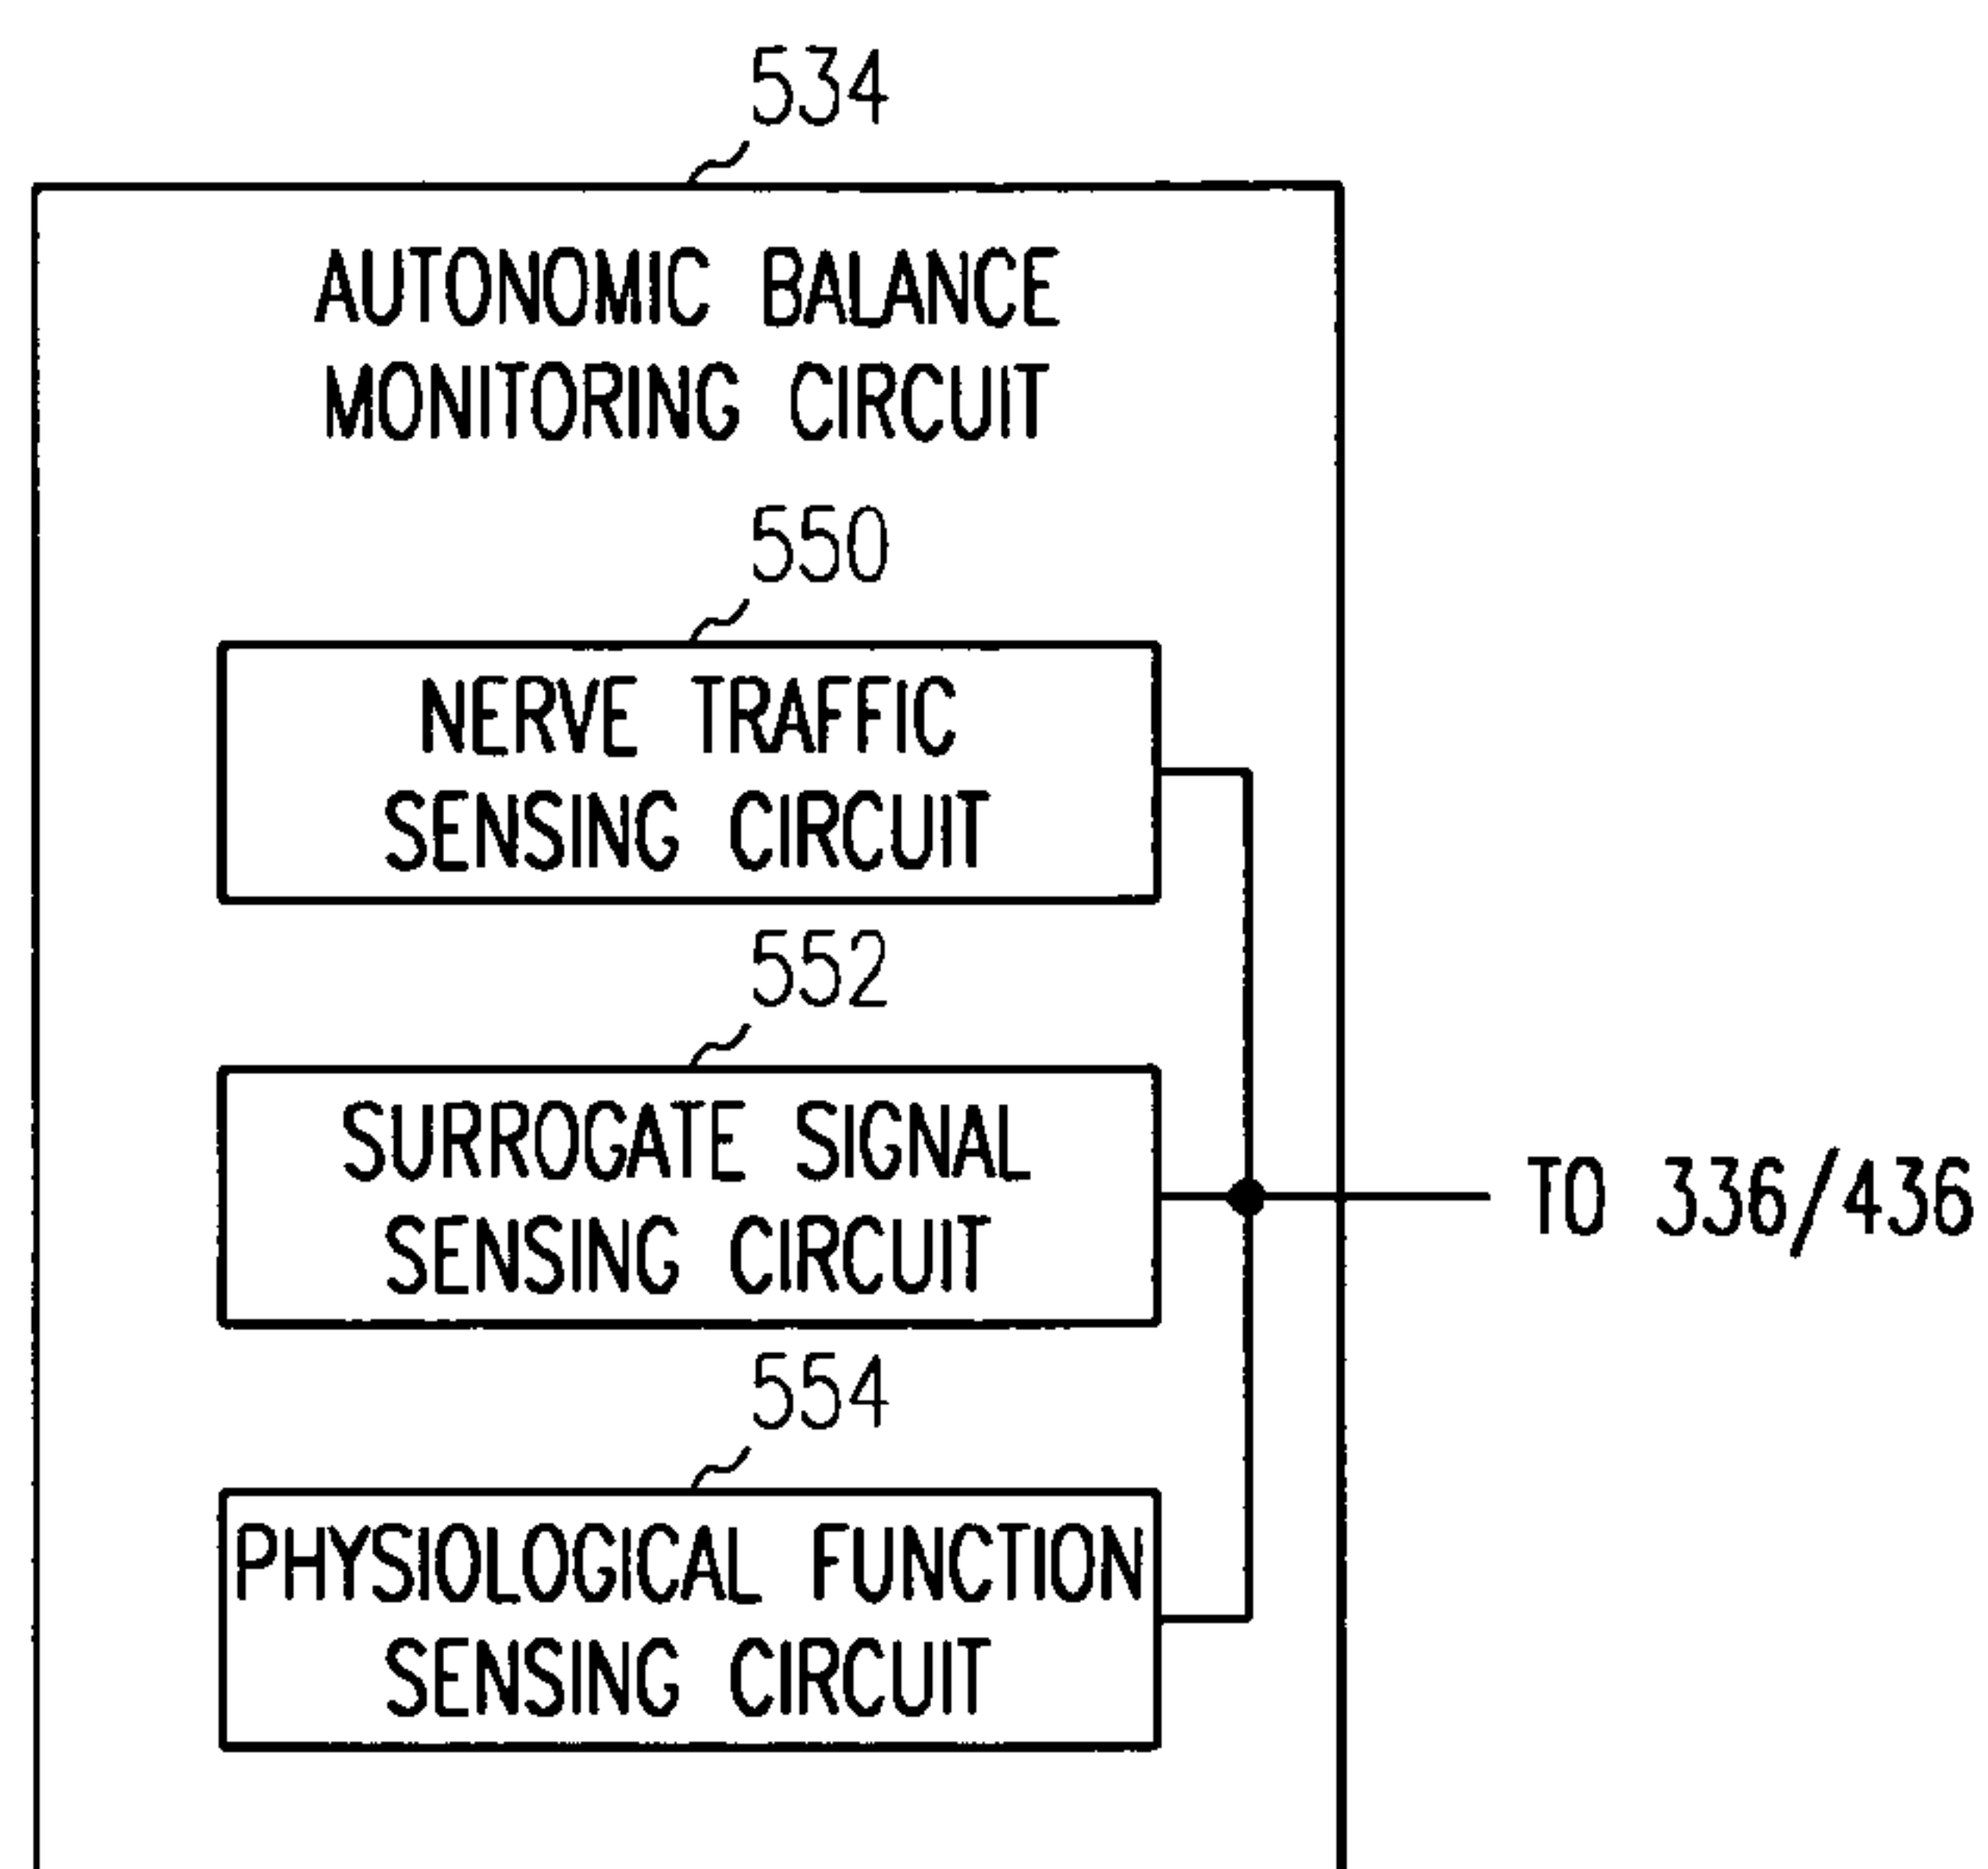 534
AUTONOMIC BALANCE
MONITORING CIRCUIT
550
NERVE TRAFFIC
SENSING CIRCUIT
552
SURROGATE SIGNAL
SENSING CIRCUIT
TO 336/436
554
PHYSIOLOGICAL FUNCTION
SENSING CIRCUIT